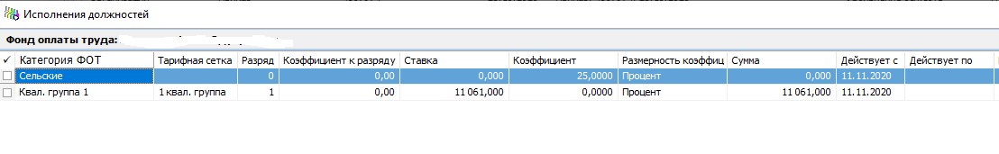 Исполнения должностей
Фонд оплаты труда:
Категория ФОТ Тарифная сетка Разряд Коэффициент к разряду Ставка Коэффициент Размерность коэффиц Сумма Действует с Действует по
Сельские 0 0,00 0,000 25,0000 Процент 0,000 11.11.2020
Квал. группа 1 1 квал. группа 1 0,00 11 061,000 0,0000 Процент 11 061,000 11.11.2020